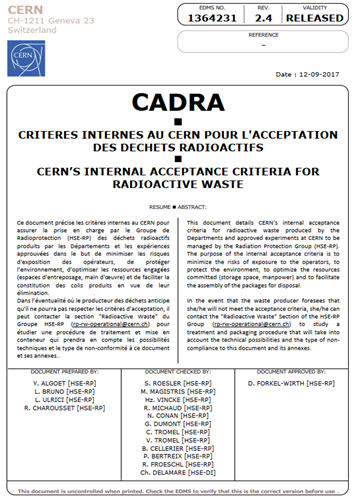 CERN
CH-1211 Geneva 23
Switzerland
EDMS NO.
REV.
VALIDITY
1364231
2.4
RELEASED
REFERENCE
–
CERN
Date : 12-09-2017
CADRA
■
CRITERES INTERNES AU CERN POUR L'ACCEPTATION
DES DECHETS RADIOACTIFS
■
CERN'S INTERNAL ACCEPTANCE CRITERIA FOR
RADIOACTIVE WASTE
RESUME ■ ABSTRACT:
Ce document précise les critères internes au CERN pour
assurer la prise en charge par le Groupe de
Radioprotection (HSE-RP) des déchets radioactifs
produits par les Départements et les expériences
approuvées dans le but de minimiser les risques
d'exposition des opérateurs, de protéger
l'environnement, d'optimiser les ressources engagées
(espaces d'entreposage, main d'œuvre) et de faciliter la
constitution des colis produits en vue de leur
élimination.
Dans l'éventualité où le producteur des déchets anticipe
qu'il ne pourra pas respecter les critères d'acceptation, il
peut contacter la section "Radioactive Waste" du
Groupe HSE-RP (rp-rw-operational@cern.ch) pour
étudier une procédure de traitement et mise en
conteneur qui prendra en compte les possibilités
techniques et le type de non-conformité à ce document
et ses annexes..
This document details CERN's internal acceptance
criteria for radioactive waste produced by the
Departments and approved experiments at CERN to be
managed by the Radiation Protection Group (HSE-RP).
The purpose of the internal acceptance criteria is to
minimize the risks of exposure to the operators, to
protect the environment, to optimize the resources
committed (storage space, manpower) and to facilitate
the assembly of the packages for disposal.
In the event that the waste producer foresees that
she/he will not meet the acceptance criteria, she/he can
contact the "Radioactive Waste" Section of the HSE-RP
Group (rp-rw-operational@cern.ch) to study a
treatment and packaging procedure that will take into
account the technical possibilities and the type of non-
compliance to this document and its annexes.
DOCUMENT PREPARED BY:
Y. ALGOET [HSE-RP]
L. BRUNO [HSE-RP]
L. ULRICI [HSE-RP]
R. CHAROUSSET [HSE-RP]
DOCUMENT CHECKED BY:
S. ROESLER [HSE-RP]
M. MAGISTRIS [HSE-RP]
Hz. VINCKE [HSE-RP]
R. MICHAUD [HSE-RP]
N. CONAN [HSE-RP]
G. DUMONT [HSE-RP]
C. TROMEL [HSE-RP]
V. TROMEL [HSE-RP]
B. CELLERIER [HSE-RP]
P. BERTREIX [HSE-RP]
R. FROESCHL [HSE-RP]
Ch. DELAMARE [HSE-DI]
DOCUMENT APPROVED BY:
D. FORKEL-WIRTH [HSE-RP]
This document is uncontrolled when printed. Check the EDMS to verify that this is the correct version before use .